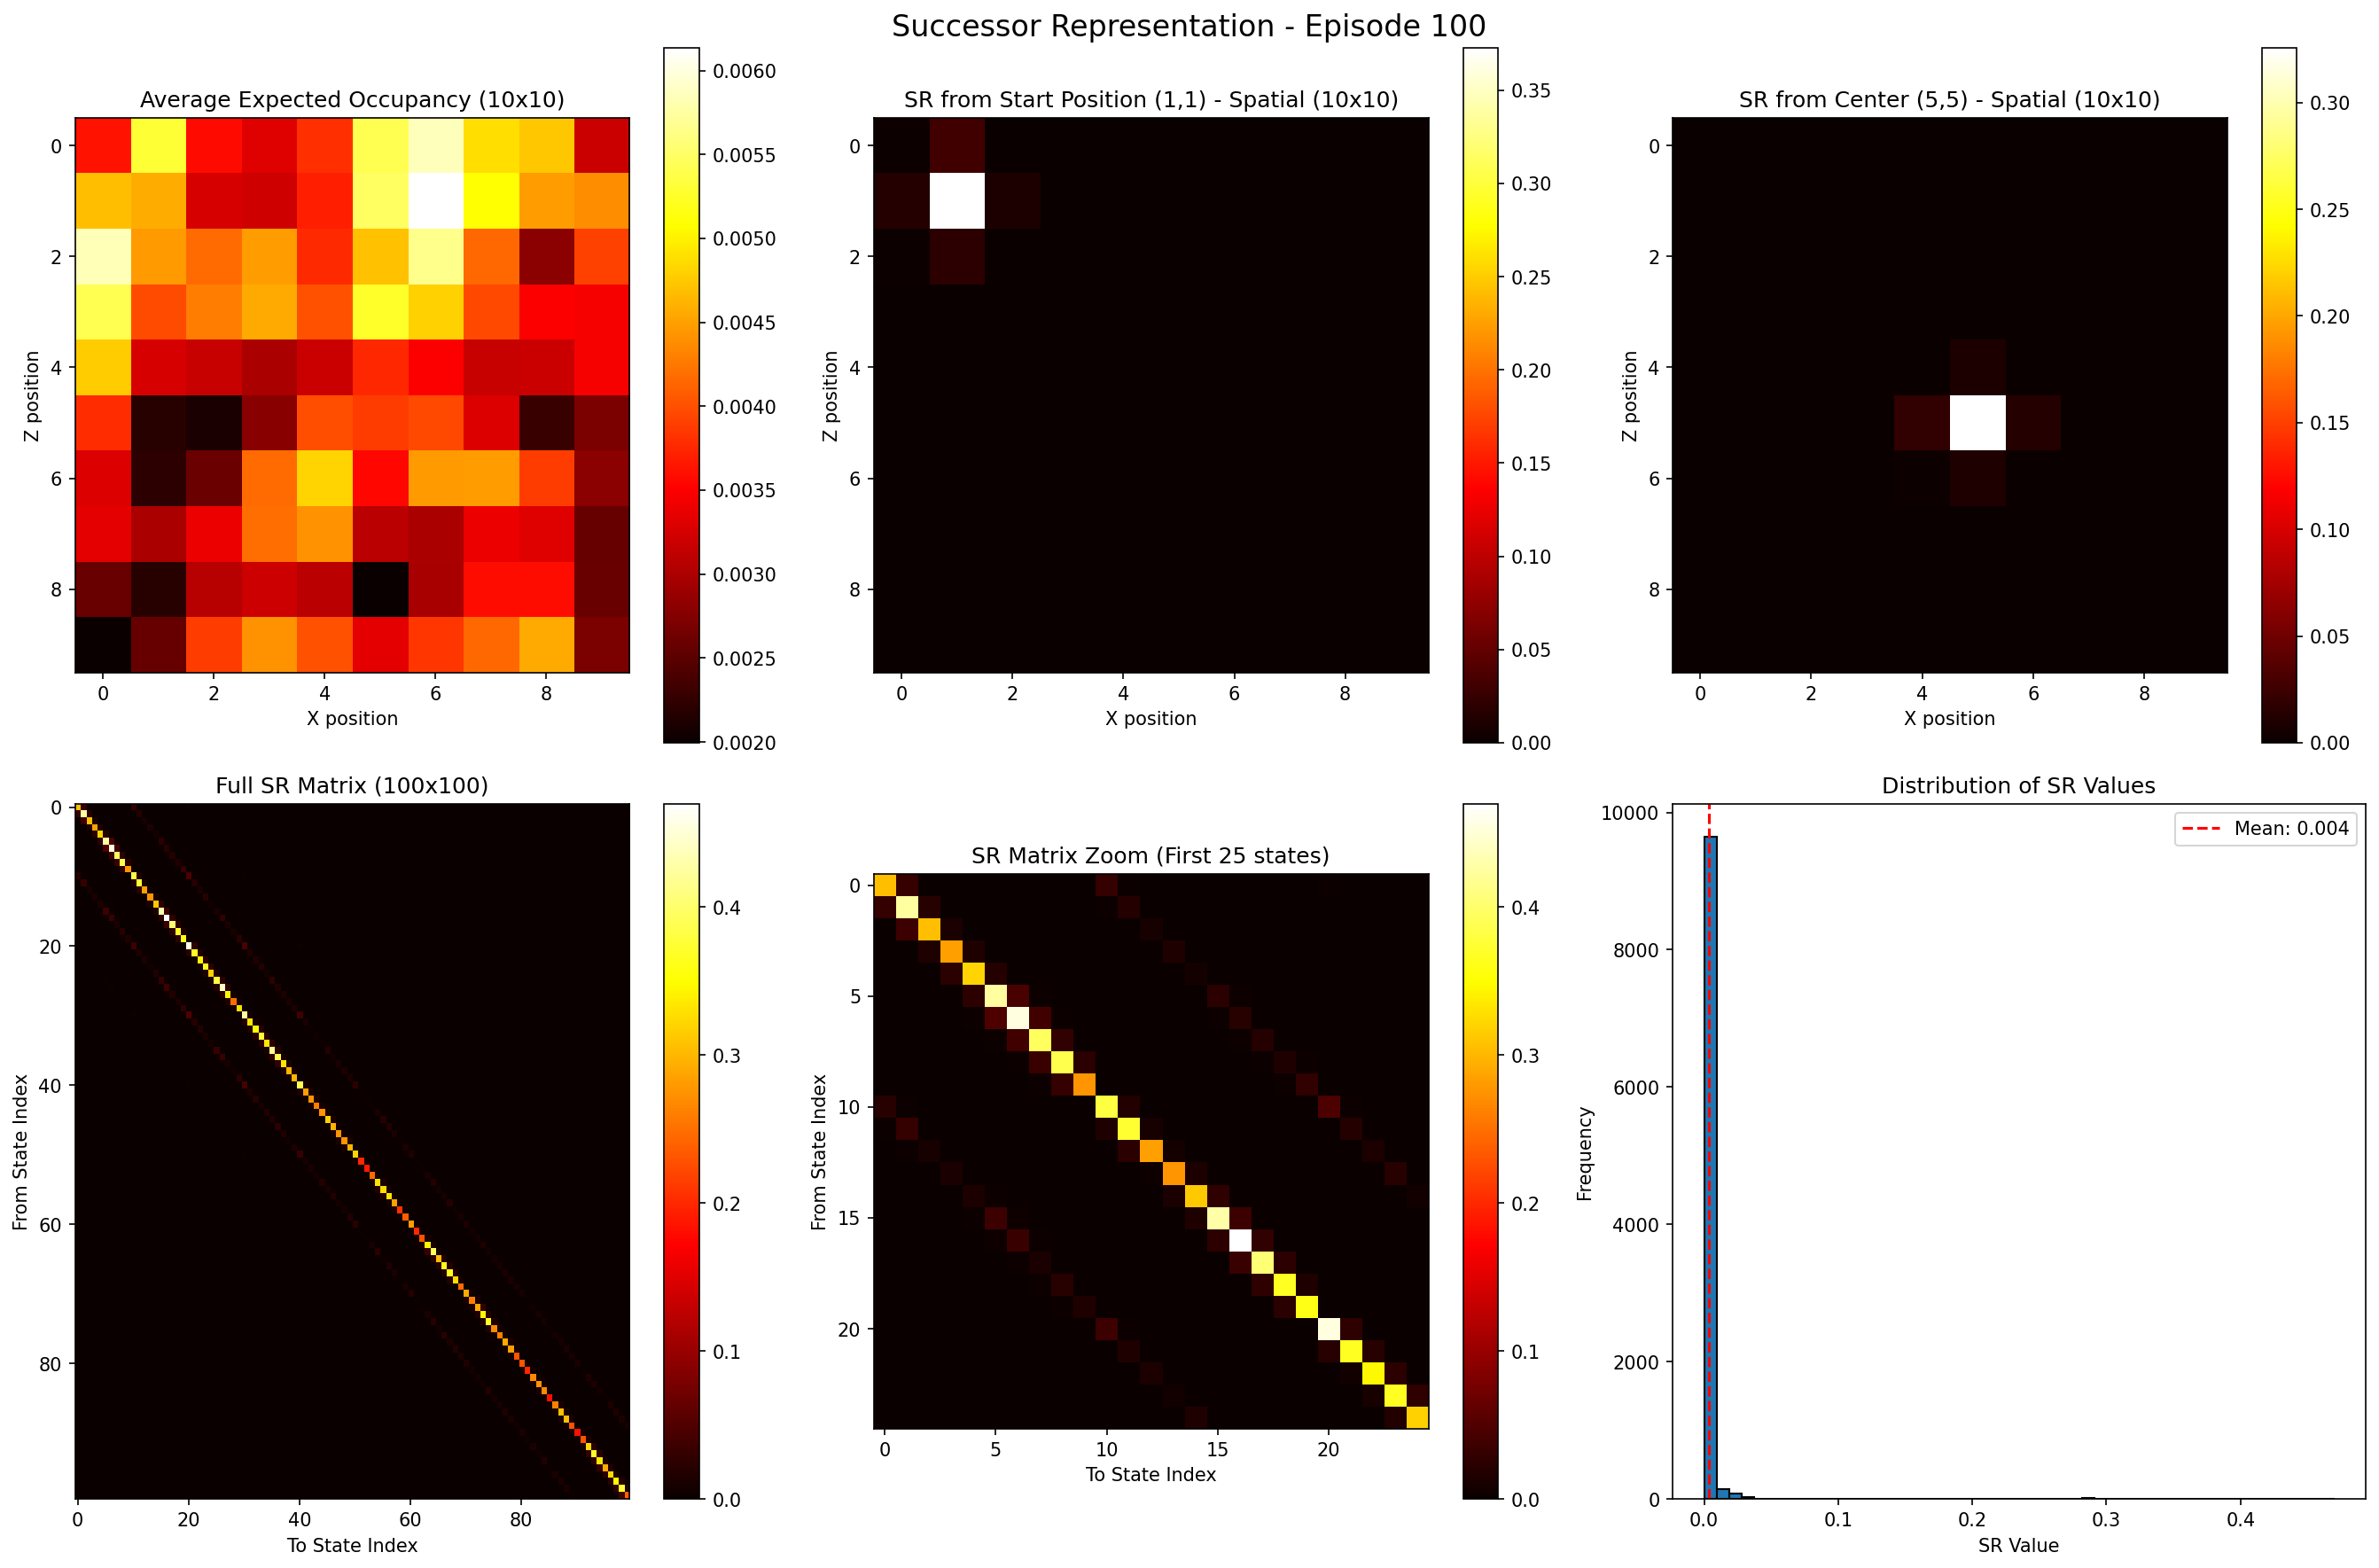 Successor Representation - Episode 100
Average Expected Occupancy (10x10)
Z position
0
2
4
6
8
0 2 4 6 8
X position
0.0060
0.0055
0.0050
0.0045
0.0040
0.0035
0.0030
0.0025
0.0020
SR from Start Position (1,1) - Spatial (10x10)
Z position
0
2
4
6
8
0 2 4 6 8
X position
0.35
0.30
0.25
0.20
0.15
0.10
0.05
0.00
SR from Center (5,5) - Spatial (10x10)
Z position
0
2
4
6
8
0 2 4 6 8
X position
0.30
0.25
0.20
0.15
0.10
0.05
0.00
Full SR Matrix (100x100)
From State Index
0
20
40
60
80
0 20 40 60 80
To State Index
0.4
0.3
0.2
0.1
0.0
SR Matrix Zoom (First 25 states)
From State Index
0
5
10
15
20
0 5 10 15 20
To State Index
0.4
0.3
0.2
0.1
0.0
Distribution of SR Values
Mean: 0.004
Frequency
10000
8000
6000
4000
2000
0
0.0 0.1 0.2 0.3 0.4
SR Value